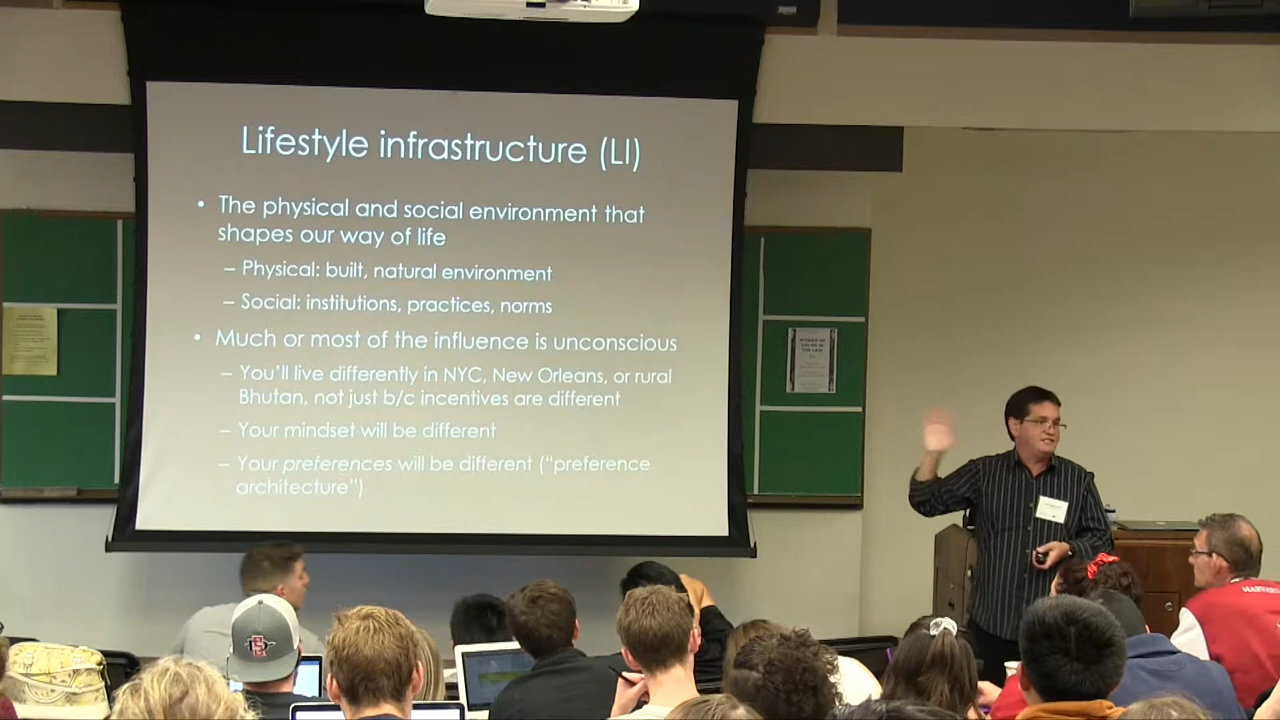 Lifestyle infrastructure (LI)
• The physical and social environment that
shapes our way of life
– Physical: built, natural environment
– Social: institutions, practices, norms
• Much or most of the influence is unconscious
– You'll live differently in NYC, New Orleans, or rural
Bhutan, not just b/c incentives are different
– Your mindset will be different
– Your preferences will be different ("preference
architecture")